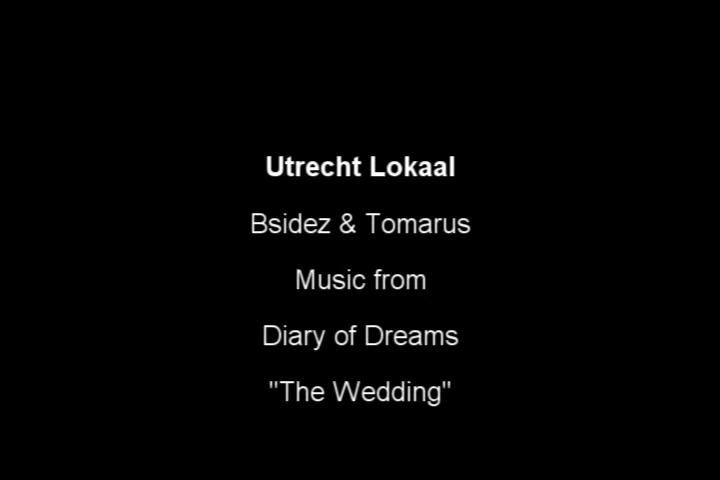 Utrecht Lokaal
Bsidez & Tomarus
Music from
Diary of Dreams
"The Wedding"